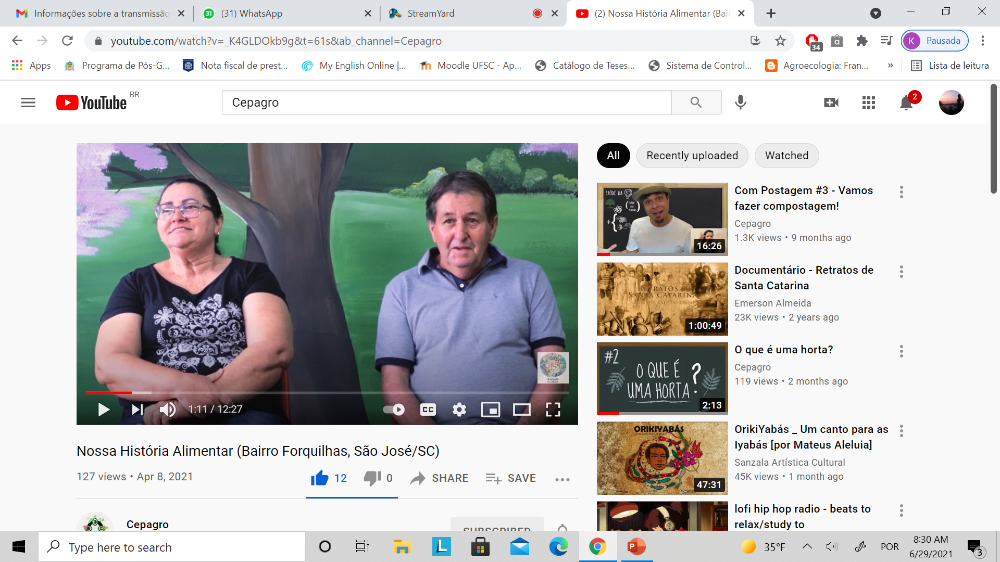 Informações sobre a transmissão
(31) WhatsApp
StreamYard
(2) Nossa História Alimentar (Bair
youtube.com/watch?v=_K4GLDOkb9g&t=61s&ab_channel=Cepagro
34
K Pausada
Apps
Programa de Pós-G...
Nota fiscal de prest...
My English Online |...
Moodle UFSC - Ap...
Catálogo de Teses...
Sistema de Control...
Agroecologia: Fran...
»
Lista de leitura
YouTube BR
Cepagro
2
All
Recently uploaded
Watched
SAÚDE DA
16:26
Com Postagem #3 - Vamos
fazer compostagem!
Cepagro
1.3K views • 9 months ago
RETRATOS DE
SANTA CATARINA
1:00:49
Documentário - Retratos de
Santa Catarina
Emerson Almeida
23K views • 2 years ago
#2
O QUE É
UMA HORTA?
2:13
O que é uma horta?
Cepagro
119 views • 2 months ago
ORIKIYABÁS
47:31
OrikiYabás _ Um canto para as
Iyabás [por Mateus Aleluia]
Sanzala Artística Cultural
45K views • 1 month ago
lofi hip hop radio - beats to
relax/study to
1:11 / 12:27
CC
Nossa História Alimentar (Bairro Forquilhas, São José/SC)
127 views • Apr 8, 2021
12
0
SHARE
SAVE
Cepagro
SUBSCRIBED
Type here to search
L
P
35°F
POR
8:30 AM
6/29/2021
3